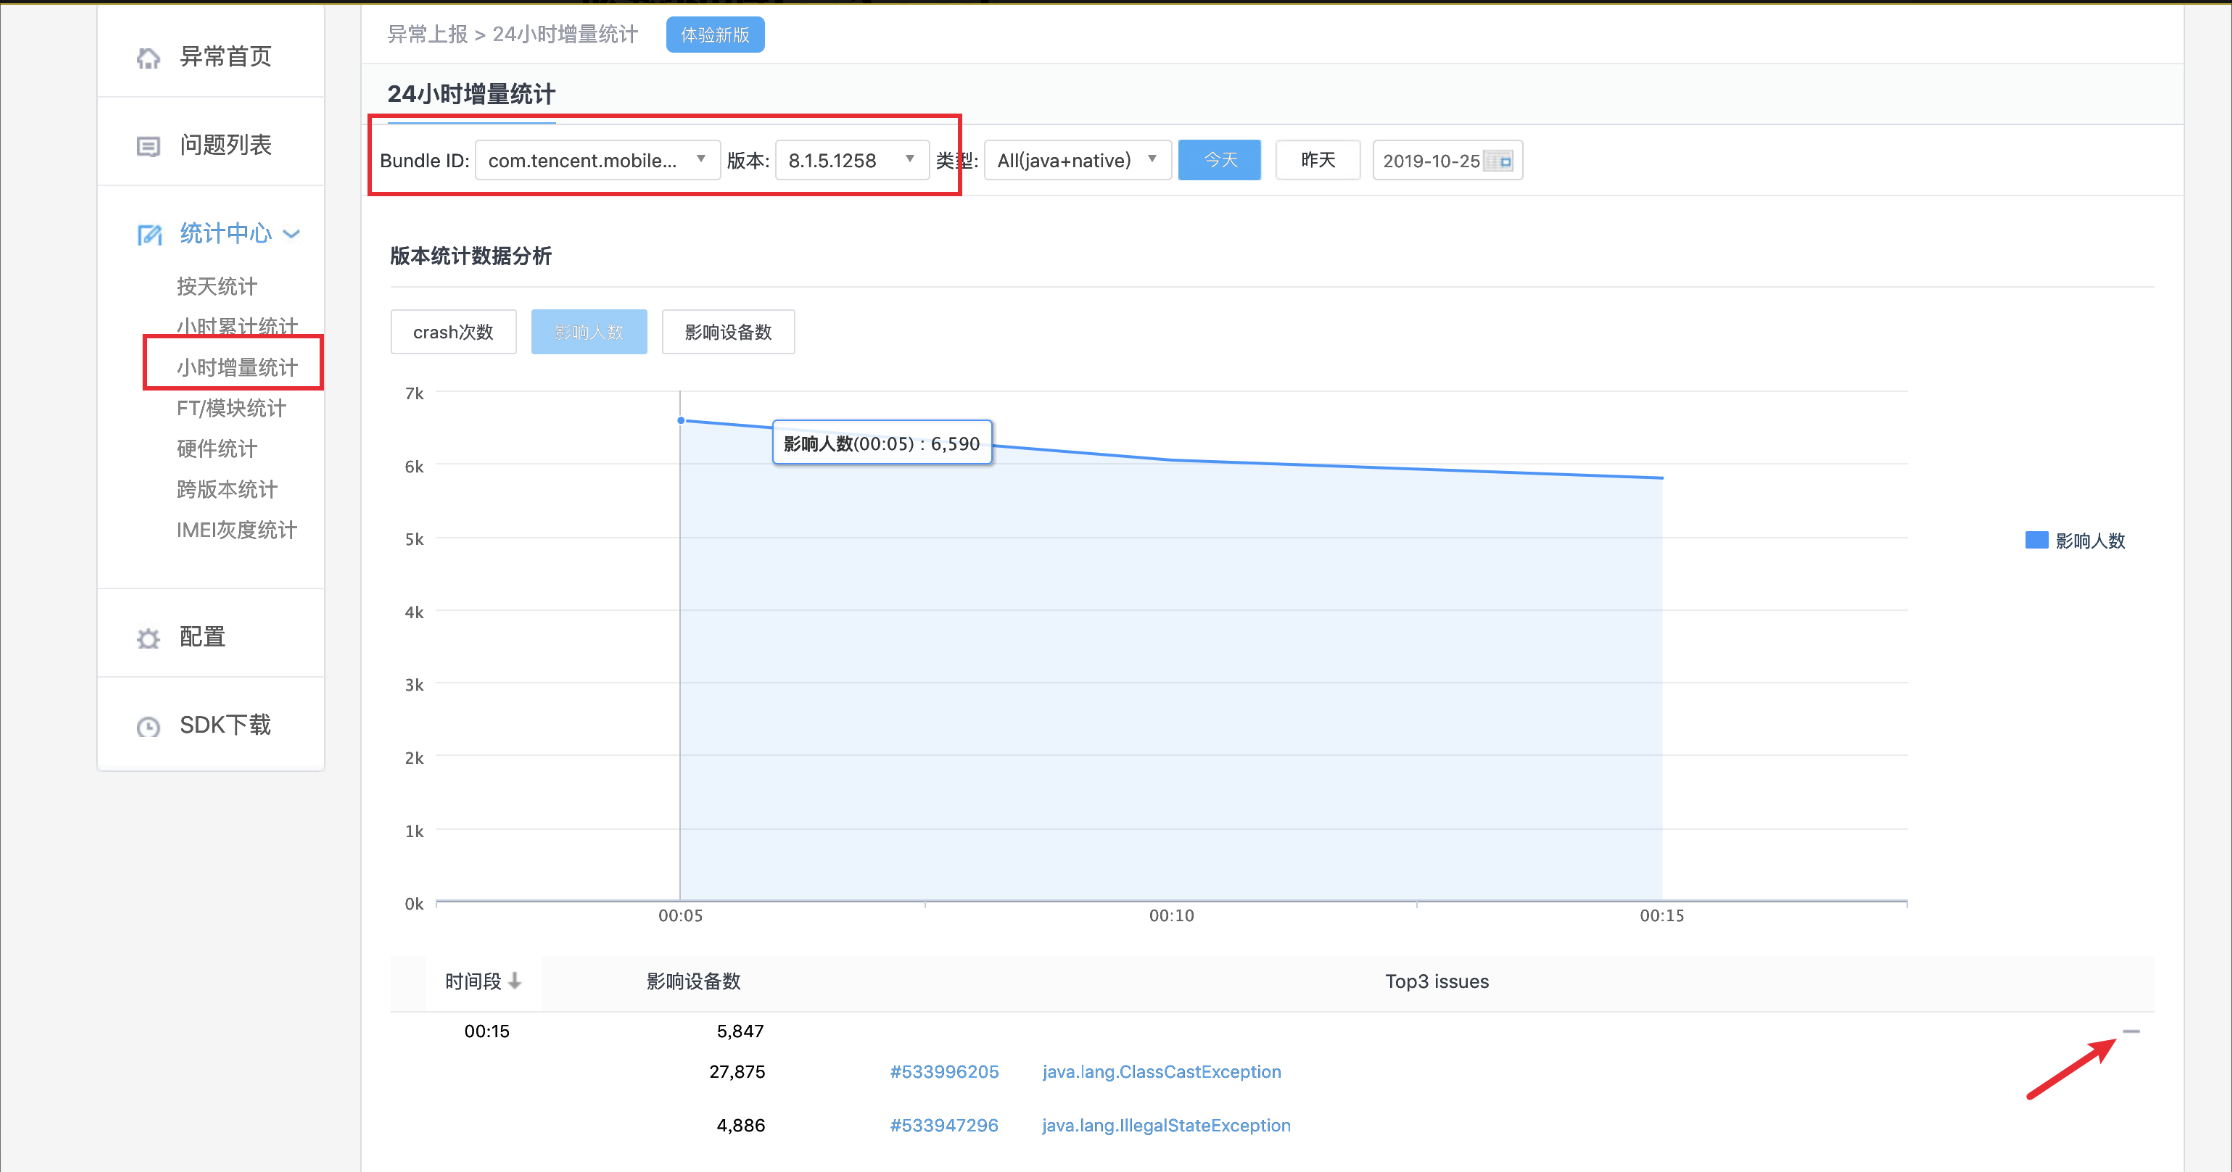 异常首页
问题列表
统计中心
按天统计
小时累计统计
小时增量统计
FT/模块统计
硬件统计
跨版本统计
IMEI灰度统计
配置
SDK下载
异常上报 > 24小时增量统计 体验新版
24小时增量统计
Bundle ID: com.tencent.mobile... 版本: 8.1.5.1258 类型: All(java+native) 今天 昨天 2019-10-25
版本统计数据分析
crash次数 影响人数 影响设备数
7k
6k
5k
4k
3k
2k
1k
0k
影响人数(00:05) : 6,590
影响人数
00:05 00:10 00:15
时间段 影响设备数 Top3 issues
00:15 5,847
27,875 #533996205 java.lang.ClassCastException
4,886 #533947296 java.lang.IllegalStateException